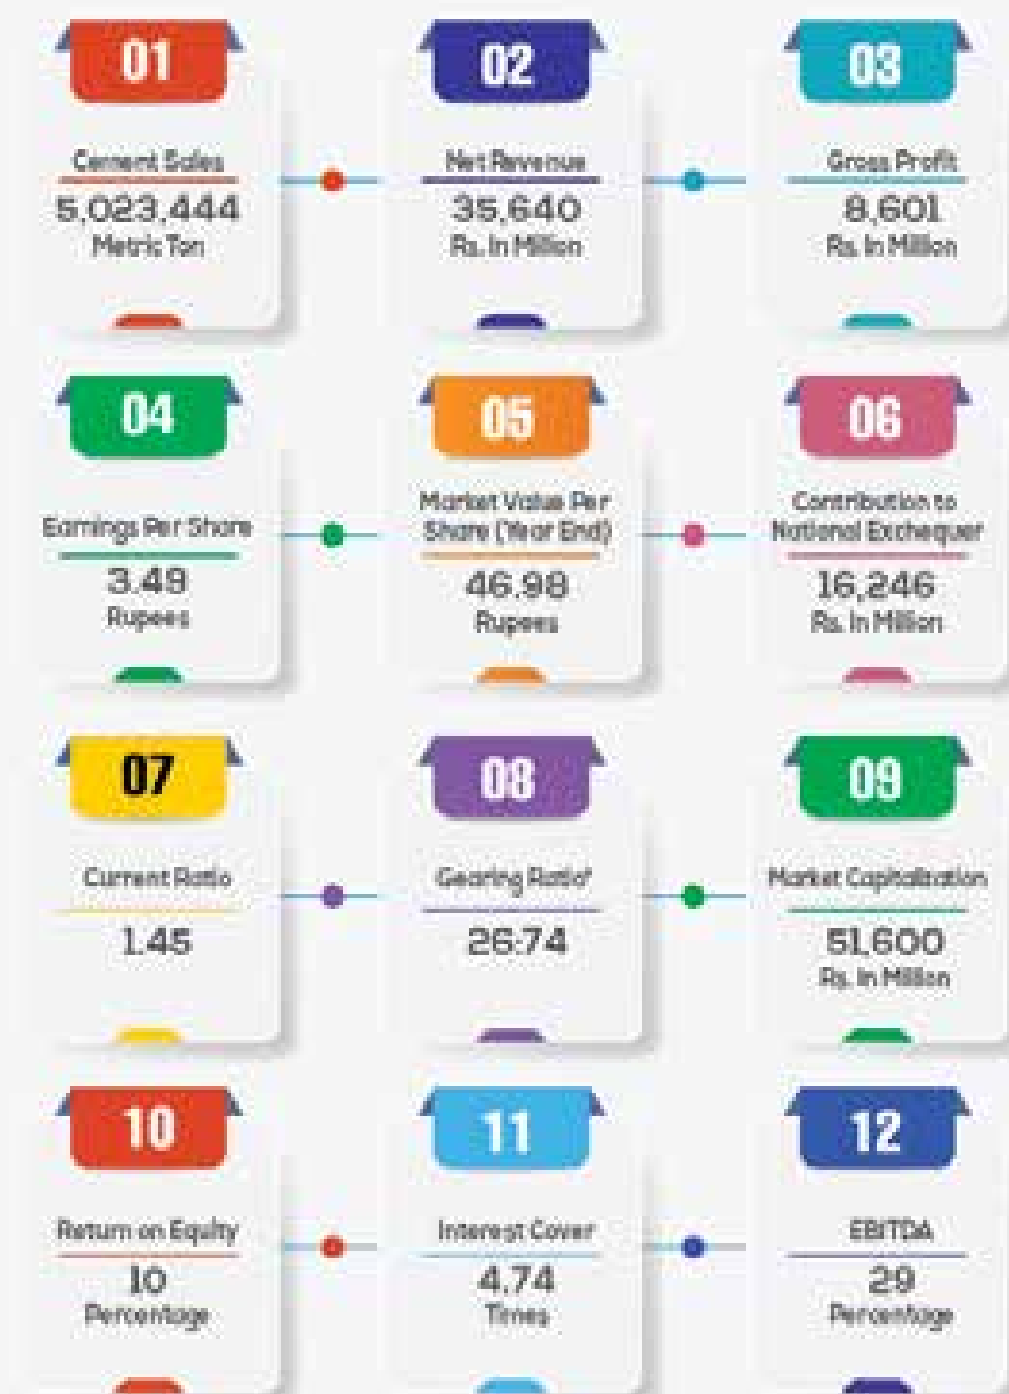 01
Cement Sales
5,023,444
Metric Ton
02
Net Revenue
35,640
Rs. In Million
03
Gross Profit
8,601
Rs. In Million
04
Earnings Per Share
3.49
Rupees
05
Market Value Per
Share (Year End)
46.98
Rupees
06
Contribution to
National Exchequer
16,246
Rs. In Million
07
Current Ratio
1.45
08
Gearing Ratio*
26:74
09
Market Capitalization
51,600
Rs. In Million
10
Return on Equity
10
Percentage
11
Interest Cover
4.74
Times
12
EBITDA
29
Percentage